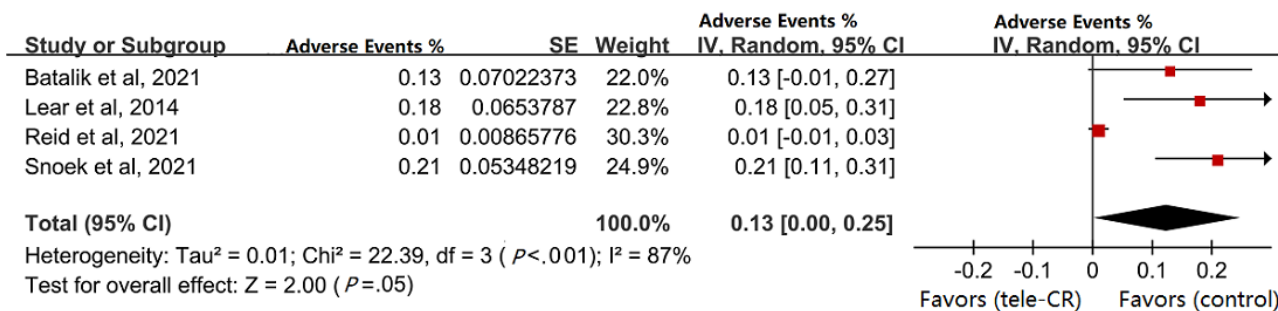 Adverse Events % Adverse Events %
Study or Subgroup Adverse Events % SE Weight IV, Random, 95% CI IV, Random, 95% CI
Batalik et al, 2021 0.13 0.07022373 22.0% 0.13 [-0.01, 0.27]
Lear et al, 2014 0.18 0.0653787 22.8% 0.18 [0.05, 0.31]
Reid et al, 2021 0.01 0.00865776 30.3% 0.01 [-0.01, 0.03]
Snoek et al, 2021 0.21 0.05348219 24.9% 0.21 [0.11, 0.31]
Total (95% CI) 100.0% 0.13 [0.00, 0.25]
Heterogeneity: Tau² = 0.01; Chi² = 22.39, df = 3 ( P<.001); I² = 87%
Test for overall effect: Z = 2.00 ( P=.05)
-0.2 -0.1 0 0.1 0.2
Favors (tele-CR) Favors (control)